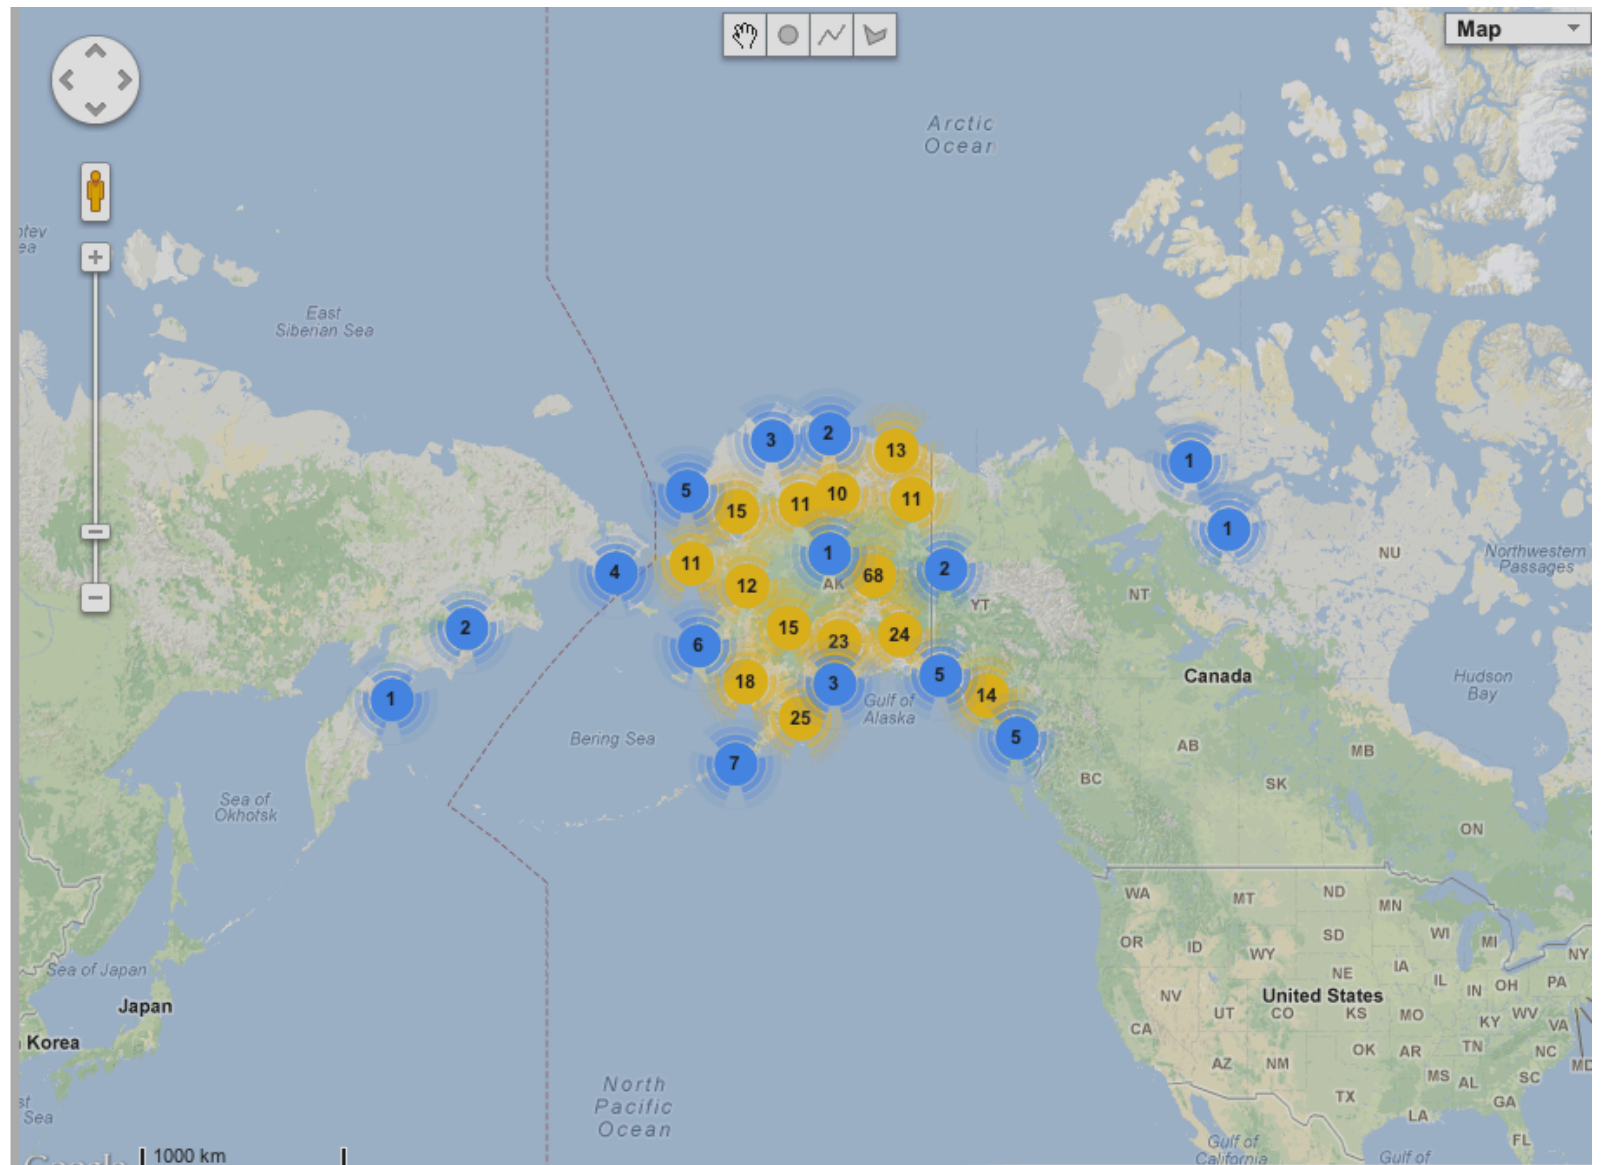 Map
Arctic
Ocean
East
Siberian Sea
3
2
13
5
15
11
10
11
1
1
4
11
12
1
68
2
AK
YT
NT
NU
Northwestern
Passages
2
6
15
23
24
1
18
3
5
14
Canada
Hudson
Bay
25
Gulf of
Alaska
5
7
Bering Sea
BC
AB
SK
MB
ON
Sea of
Okhotsk
WA
MT
ND
MN
OR
ID
WY
SD
WI
MI
NY
NE
IA
IL
IN
OH
PA
NV
UT
United States
CO
KS
MO
KY
WV
VA
CA
AZ
NM
OK
AR
TN
NC
MD
MS
AL
SC
TX
LA
GA
FL
Sea of Japan
Japan
Korea
Sea
North
Pacific
Ocean
Gulf of
California
Gulf of
Google
1000 km